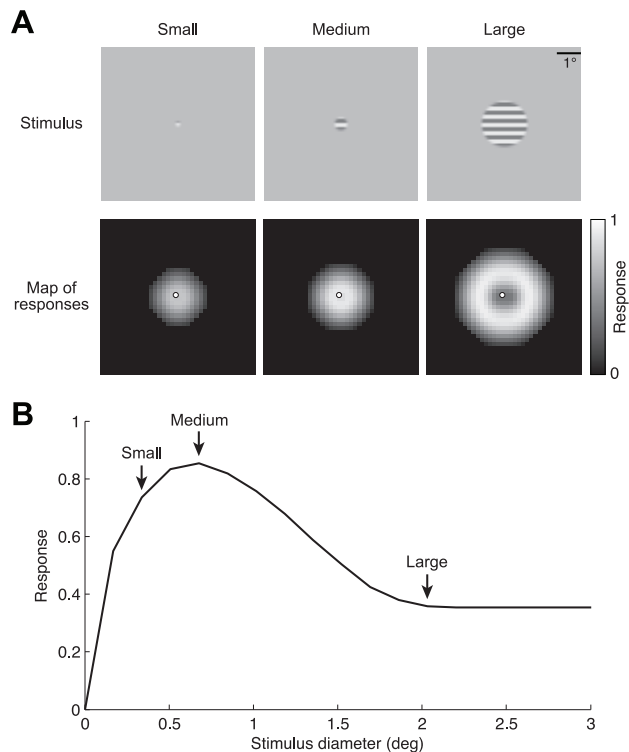 A
Small Medium Large
1°
Stimulus
Map of
responses
1
Response
0
B
1
0.8
0.6
0.4
0.2
0
Response
Small
Medium
Large
0 0.5 1 1.5 2 2.5 3
Stimulus diameter (deg)